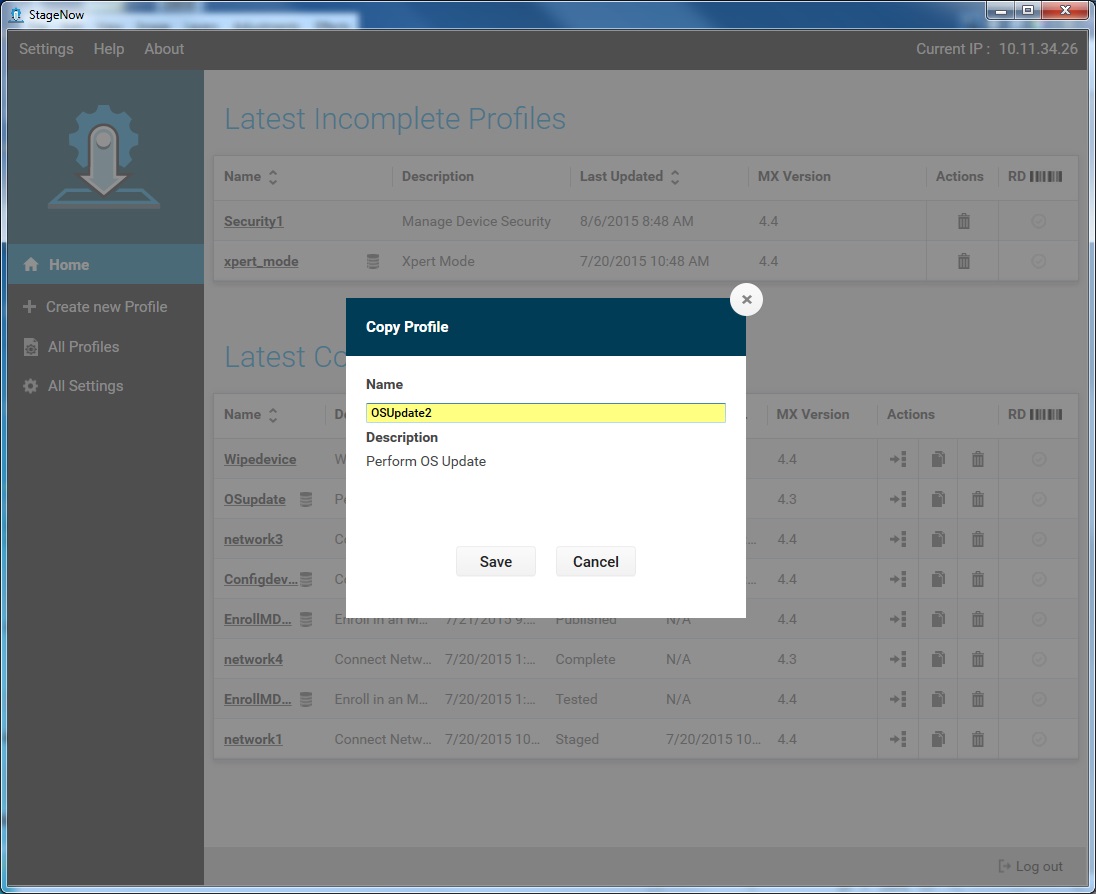 StageNow
Settings Help About Current IP : 10.11.34.26
Latest Incomplete Profiles
Name Description Last Updated MX Version Actions RD
Security1 Manage Device Security 8/6/2015 8:48 AM 4.4
xpert_mode Xpert Mode 7/20/2015 10:48 AM 4.4
Home
Create new Profile
All Profiles
All Settings
Copy Profile
Name
OSUpdate2
Description
Perform OS Update
Save Cancel
Latest Co
Name De MX Version Actions RD
Wipedevice W 4.4
OSupdate Pe 4.3
network3 Co ... 4.4
Configdev... Co ... 4.4
EnrollMD... Enroll in an M... 7/21/2015 9:... Published N/A 4.4
network4 Connect Netw... 7/20/2015 1:... Complete N/A 4.3
EnrollMD... Enroll in an M... 7/20/2015 1:... Tested N/A 4.4
network1 Connect Netw... 7/20/2015 10... Staged 7/20/2015 10... 4.4
Log out